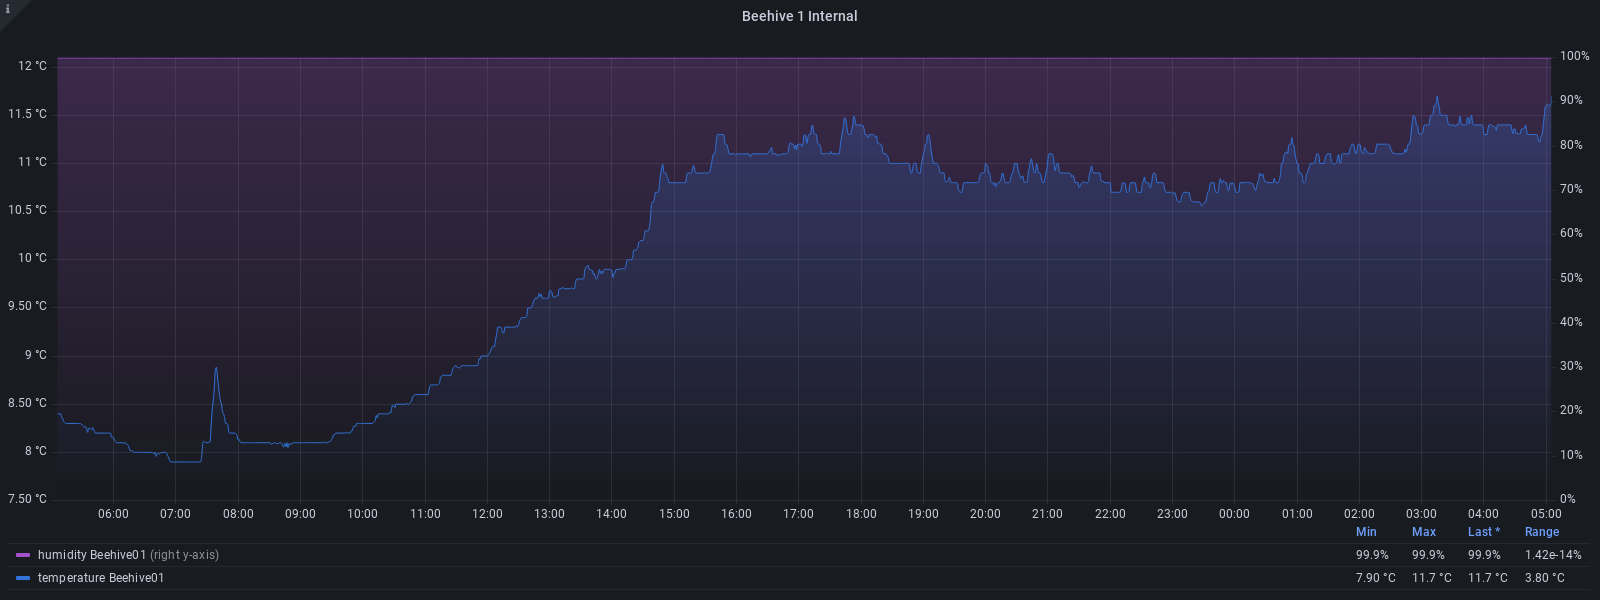 i
Beehive 1 Internal
12 °C
11.5 °C
11 °C
10.5 °C
10 °C
9.50 °C
9 °C
8.50 °C
8 °C
7.50 °C
100%
90%
80%
70%
60%
50%
40%
30%
20%
10%
0%
06:00 07:00 08:00 09:00 10:00 11:00 12:00 13:00 14:00 15:00 16:00 17:00 18:00 19:00 20:00 21:00 22:00 23:00 00:00 01:00 02:00 03:00 04:00 05:00
Min Max Last * Range
humidity Beehive01 (right y-axis) 99.9% 99.9% 99.9% 1.42e-14%
temperature Beehive01 7.90 °C 11.7 °C 11.7 °C 3.80 °C